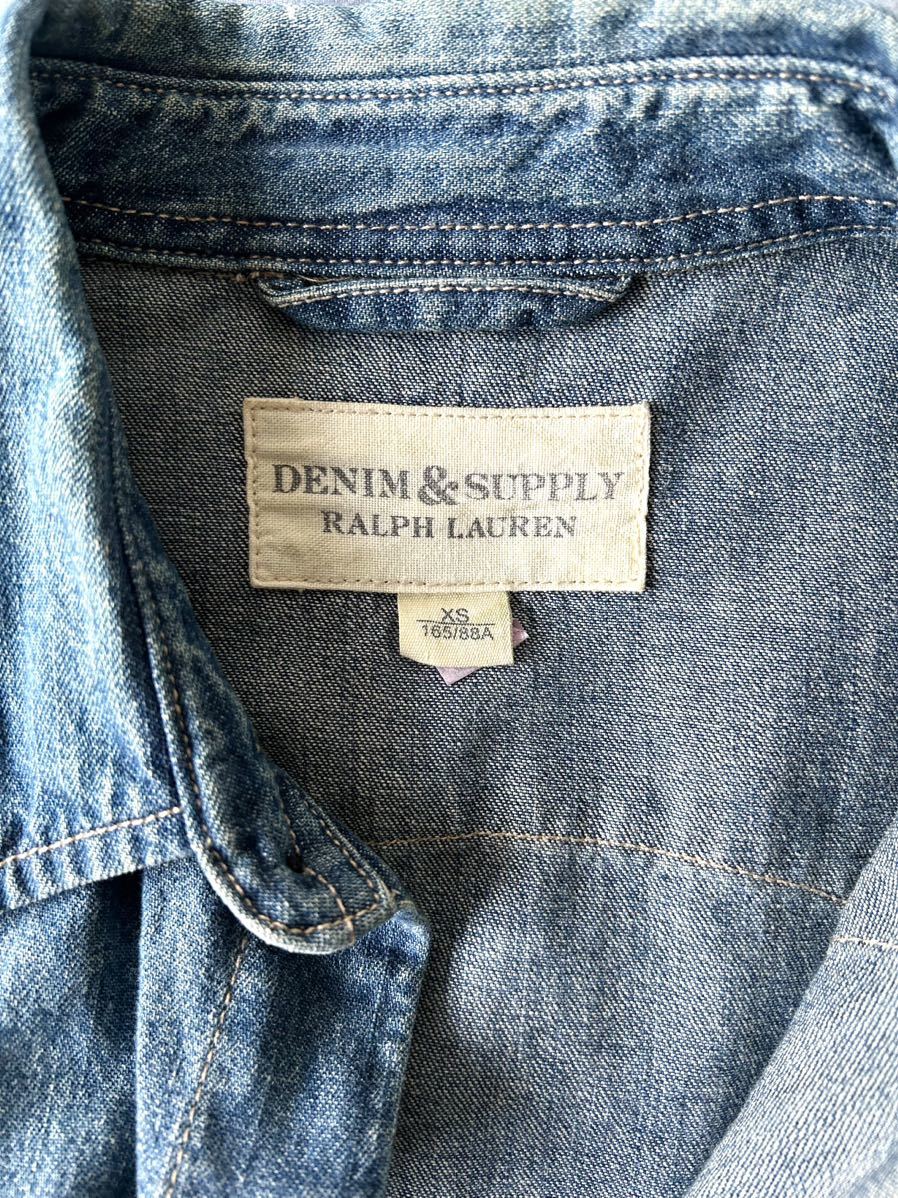 DENIM & SUPPLY
RALPH LAUREN
XS
165/88A